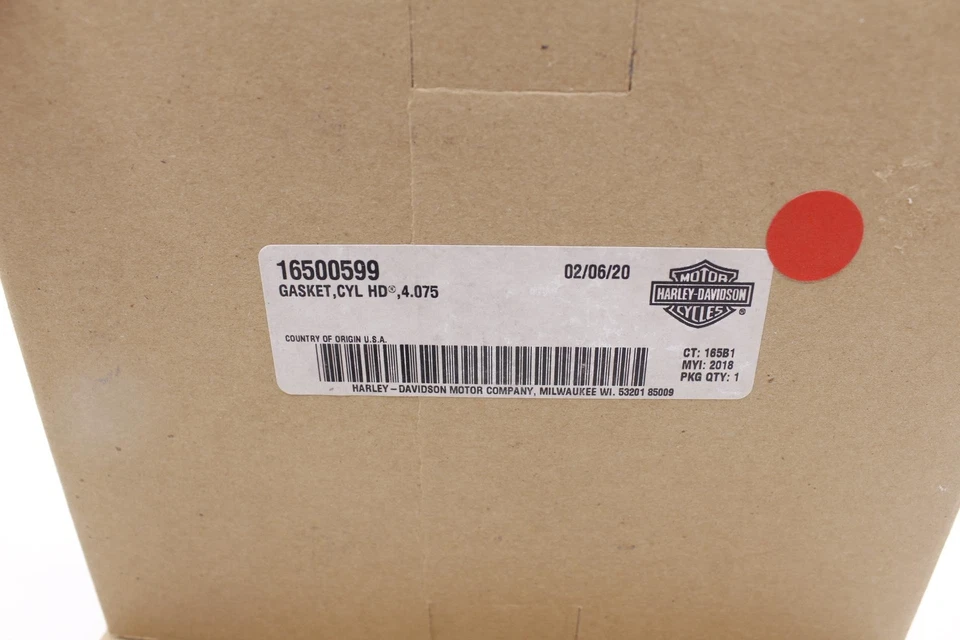 16500599
02/06/20
GASKET,CYL HD®,4.075
MOTOR
HARLEY-DAVIDSON
CYCLES®
COUNTRY OF ORIGIN U.S.A.
CT: 165B1
MYI: 2018
PKG QTY: 1
HARLEY-DAVIDSON MOTOR COMPANY, MILWAUKEE WI. 53201 85009